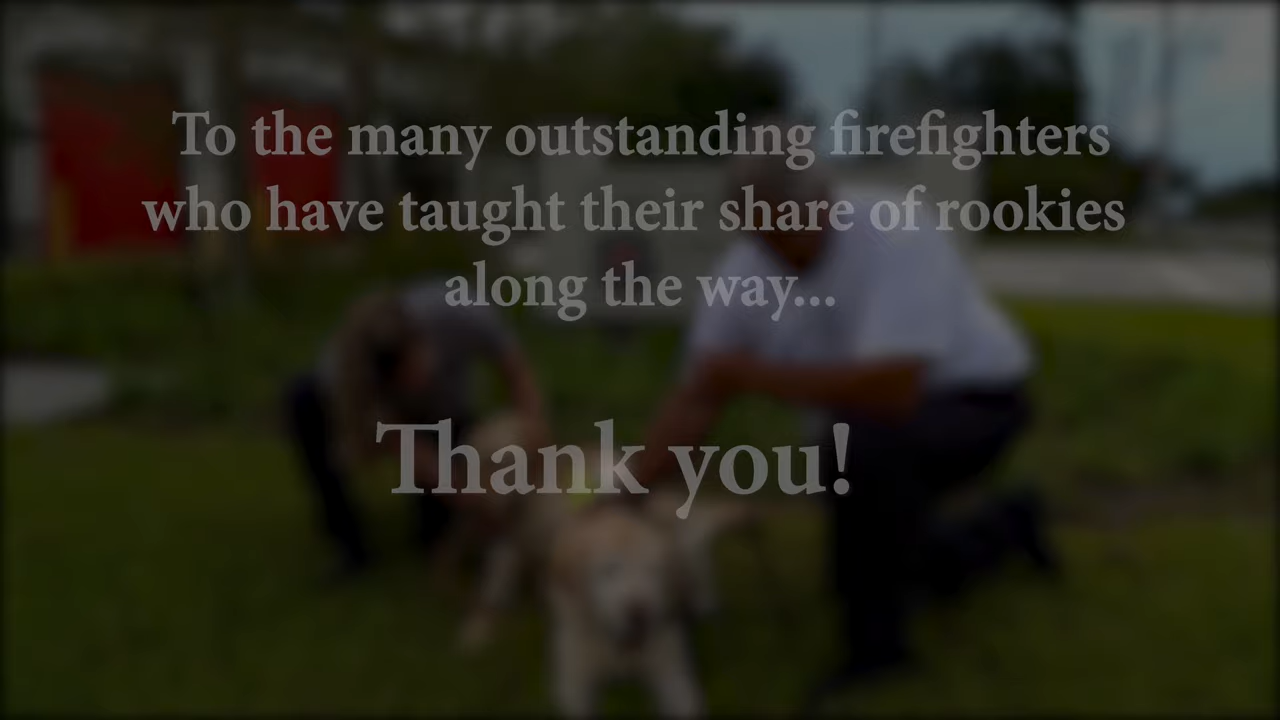 To the many outstanding firefighters
who have taught their share of rookies
along the way...
Thank you!